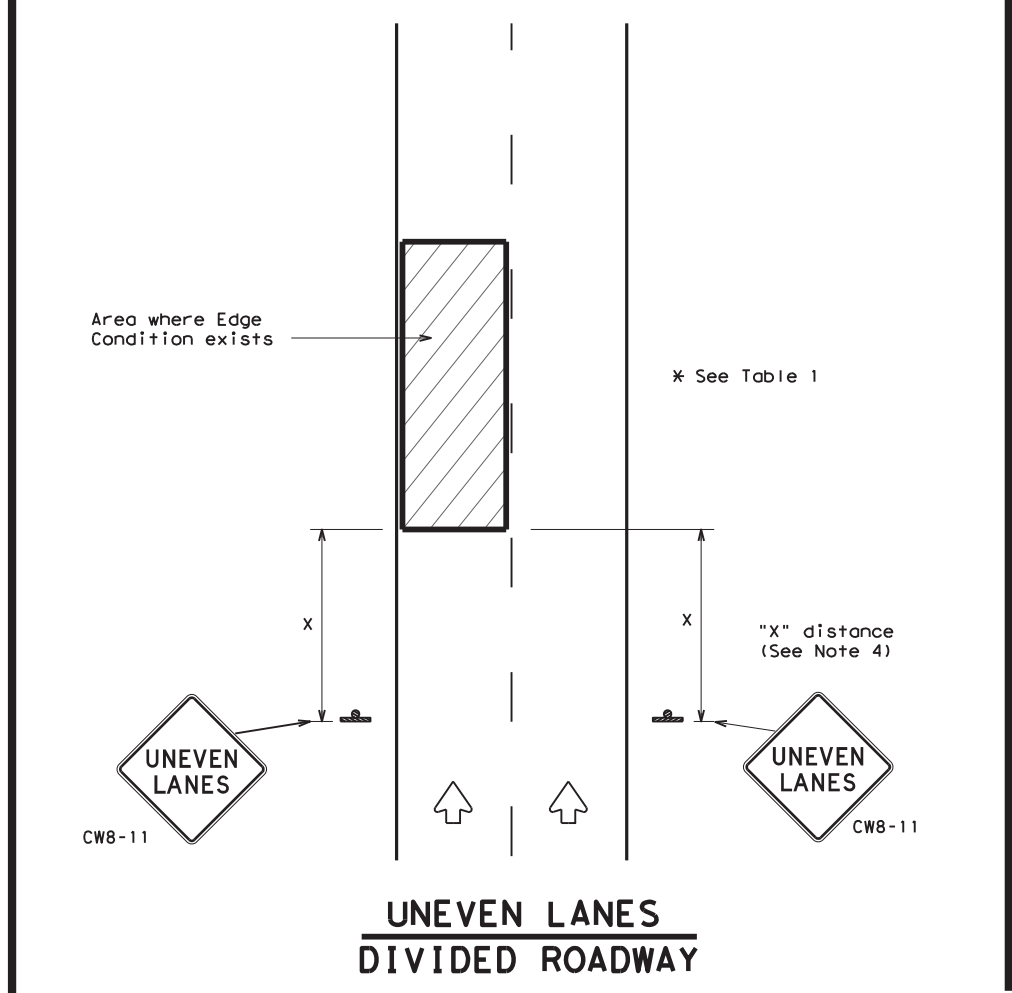 Area where Edge
Condition exists
* See Table 1
X
X
"X" distance
(See Note 4)
UNEVEN
LANES
CW8-11
UNEVEN
LANES
CW8-11
UNEVEN LANES
DIVIDED ROADWAY